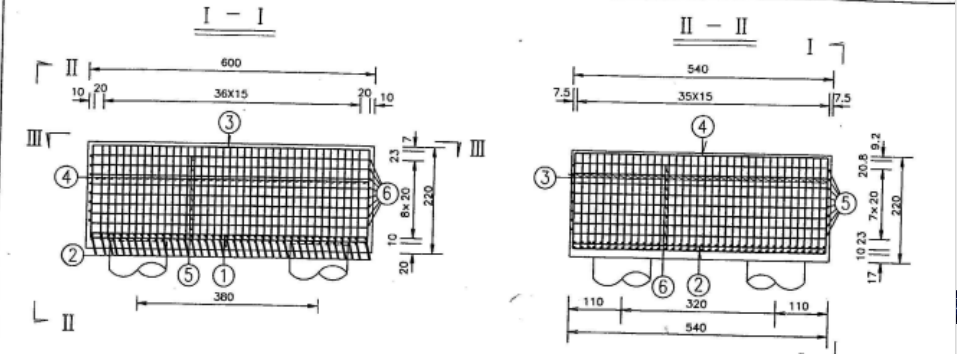 I – I
II
600
10 20 36X15 20 10
III III
③
④
⑥
②
⑤ ①
7
23
8x20
10
20
220
380
II
II – II
I
540
7.5 35X15 7.5
④
③
⑤
⑥ ②
9.2
20.8
7x20
23
10
17
220
110 320 110
540